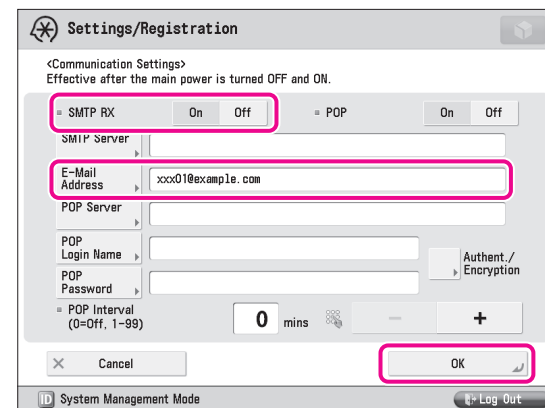 Settings/Registration
<Communication Settings>
Effective after the main power is turned OFF and ON.
SMTP RX On Off POP On Off
SMTP Server
E-Mail
Address xxx01@example.com
POP Server
POP
Login Name
Authent./
Encryption
POP
Password
POP Interval
(0=Off, 1-99) 0 mins − +
× Cancel OK
ID System Management Mode Log Out